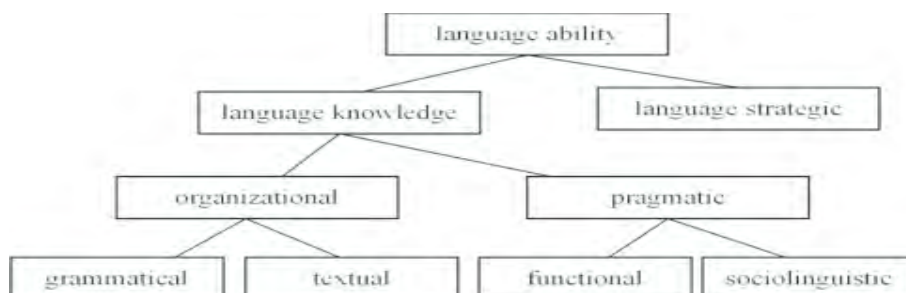 language ability
language knowledge
language strategic
organizational
pragmatic
grammatical
textual
functional
sociolinguistic